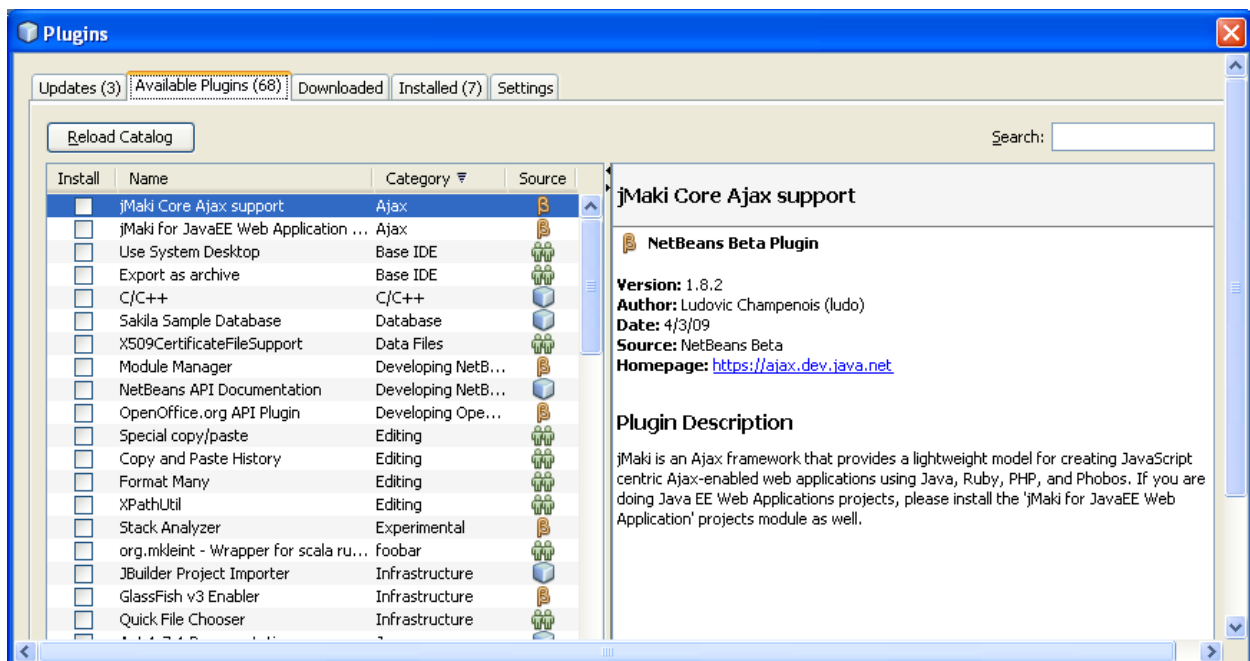 Plugins
Updates (3) Available Plugins (68) Downloaded Installed (7) Settings
Reload Catalog
Search:
Install Name Category Source
jMaki Core Ajax support Ajax β
jMaki for JavaEE Web Application ... Ajax β
Use System Desktop Base IDE
Export as archive Base IDE
C/C++ C/C++
Sakila Sample Database Database
X509CertificateFileSupport Data Files
Module Manager Developing NetB... β
NetBeans API Documentation Developing NetB...
OpenOffice.org API Plugin Developing Ope... β
Special copy/paste Editing
Copy and Paste History Editing
Format Many Editing
XPathUtil Editing
Stack Analyzer Experimental β
org.mkleint - Wrapper for scala ru... foobar
JBuilder Project Importer Infrastructure
GlassFish v3 Enabler Infrastructure β
Quick File Chooser Infrastructure
jMaki Core Ajax support
β NetBeans Beta Plugin
Version: 1.8.2
Author: Ludovic Champenois (ludo)
Date: 4/3/09
Source: NetBeans Beta
Homepage: https://ajax.dev.java.net
Plugin Description
jMaki is an Ajax framework that provides a lightweight model for creating JavaScript
centric Ajax-enabled web applications using Java, Ruby, PHP, and Phobos. If you are
doing Java EE Web Applications projects, please install the 'jMaki for JavaEE Web
Application' projects module as well.